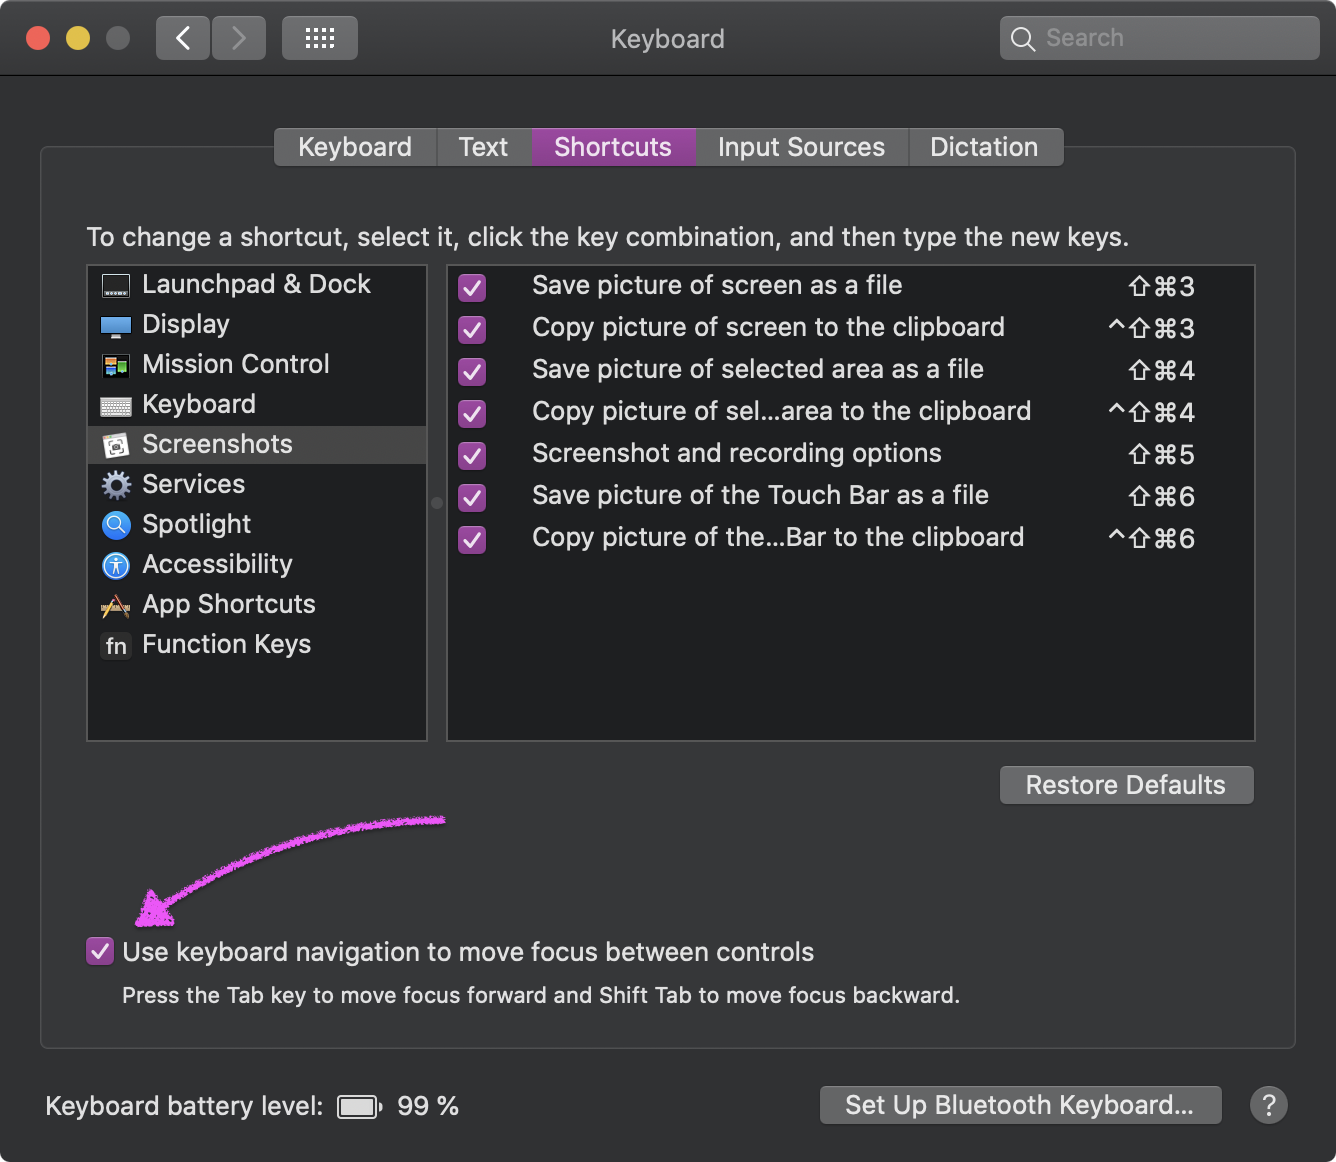 Keyboard
Search
Keyboard
Text
Shortcuts
Input Sources
Dictation
To change a shortcut, select it, click the key combination, and then type the new keys.
Launchpad & Dock
Display
Mission Control
Keyboard
Screenshots
Services
Spotlight
Accessibility
App Shortcuts
fn Function Keys
Save picture of screen as a file ⇧⌘3
Copy picture of screen to the clipboard ^⇧⌘3
Save picture of selected area as a file ⇧⌘4
Copy picture of sel...area to the clipboard ^⇧⌘4
Screenshot and recording options ⇧⌘5
Save picture of the Touch Bar as a file ⇧⌘6
Copy picture of the...Bar to the clipboard ^⇧⌘6
Restore Defaults
Use keyboard navigation to move focus between controls
Press the Tab key to move focus forward and Shift Tab to move focus backward.
Keyboard battery level: 99 %
Set Up Bluetooth Keyboard...
?